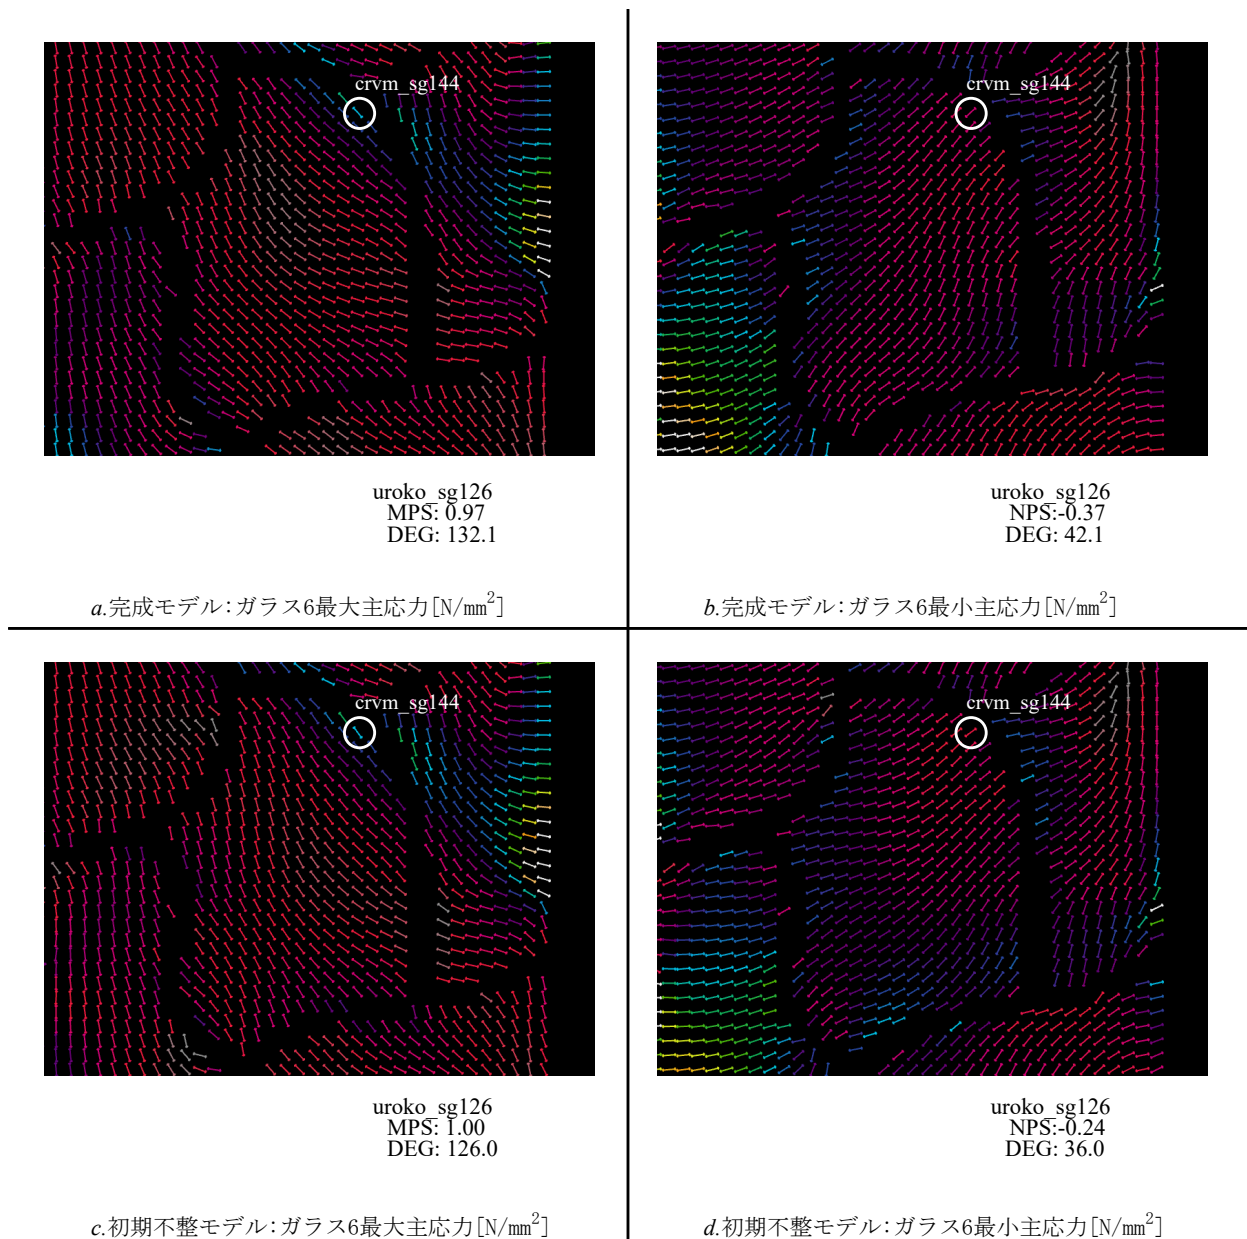 crvm_sg144
uroko_sg126
MPS: 0.97
DEG: 132.1
a.完成モデル:ガラス6最大主応力[N/mm²]
crvm_sg144
uroko_sg126
NPS:-0.37
DEG: 42.1
b.完成モデル:ガラス6最小主応力[N/mm²]
crvm_sg144
uroko_sg126
MPS: 1.00
DEG: 126.0
c.初期不整モデル:ガラス6最大主応力[N/mm²]
crvm_sg144
uroko_sg126
NPS:-0.24
DEG: 36.0
d.初期不整モデル:ガラス6最小主応力[N/mm²]